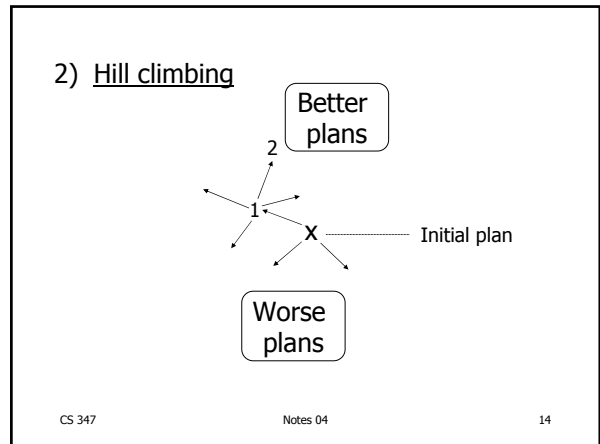 2) Hill climbing
Better
plans
2
1
x
Initial plan
Worse
plans
CS 347
Notes 04
14